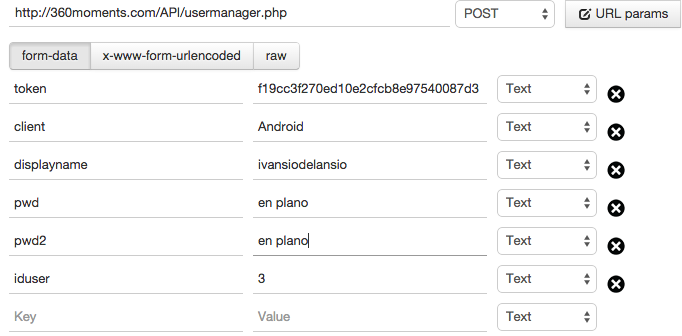 http://360moments.com/API/usermanager.php POST URL params
form-data x-www-form-urlencoded raw
token f19cc3f270ed10e2cfcb8e97540087d3 Text
client Android Text
displayname ivansiodelansio Text
pwd en plano Text
pwd2 en plano Text
iduser 3 Text
Key Value Text